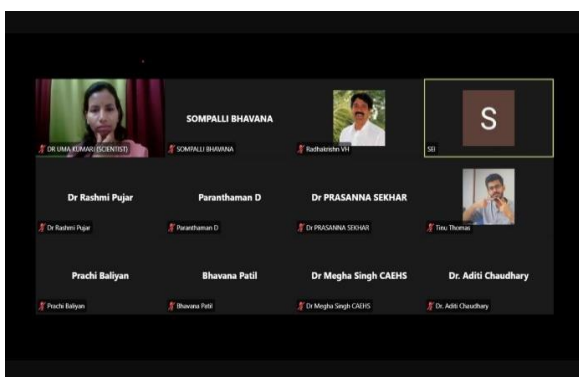 SOMPALLI BHAVANA
S
DR UMA KUMARI (SCIENTIST)
SOMPALLI BHAVANA
Radhakrishn VH
SEI
Dr Rashmi Pujar
Paranthaman D
Dr PRASANNA SEKHAR
Dr Rashmi Pujar
Paranthaman D
Dr PRASANNA SEKHAR
Tinu Thomas
Prachi Baliyan
Bhavana Patil
Dr Megha Singh CAEHS
Dr. Aditi Chaudhary
Prachi Baliyan
Bhavana Patil
Dr Megha Singh CAEHS
Dr. Aditi Chaudhary